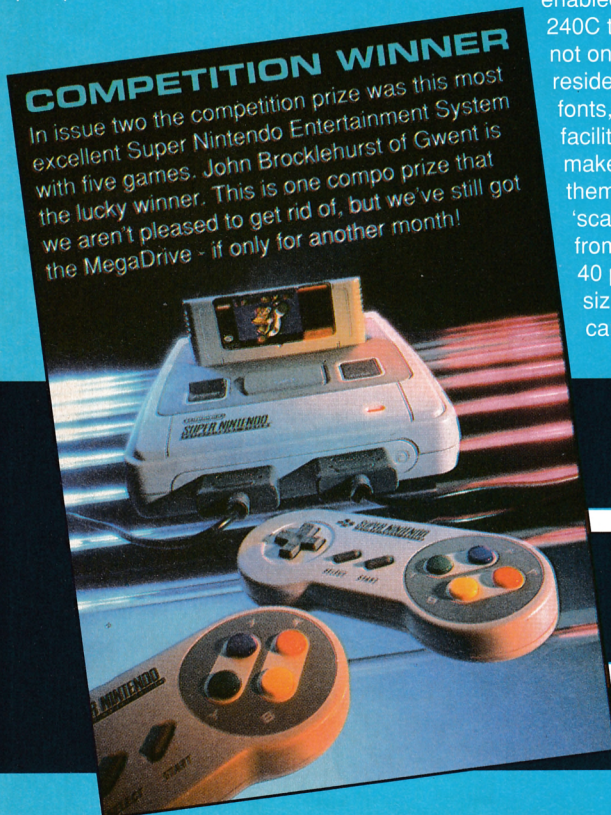 COMPETITION WINNER
In issue two the competition prize was this most
excellent Super Nintendo Entertainment System
with five games. John Brocklehurst of Gwent is
the lucky winner. This is one compo prize that
we aren't pleased to get rid of, but we've still got
the MegaDrive - if only for another month!
SUPER NINTENDO
SUPER NINTENDO
SELECT START
NINTENDO
SELECT START
240C
not on
reside
fonts,
facilit
make
them
'sca
from
40
siz
ca